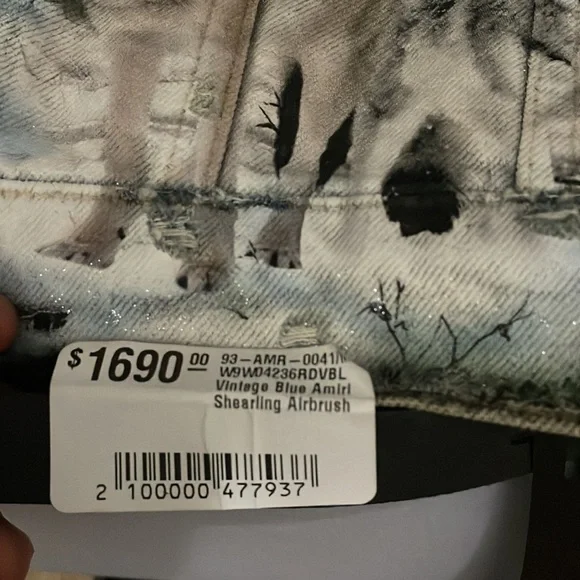 $1690 00
93-AMR-0041/
W9W04236RDVBL
Vintage Blue Amiri
Shearling Airbrush
2 100000 477937